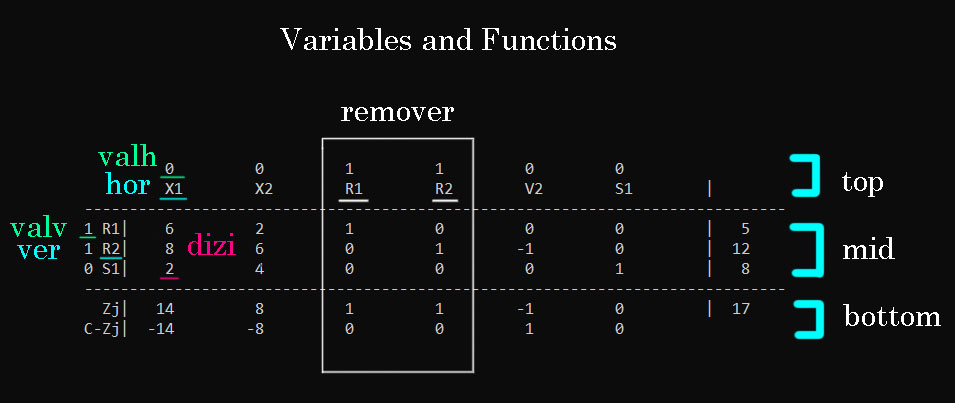 Variables and Functions
remover
valh 0 0 1 1 0 0
hor X1 X2 R1 R2 V2 S1 |
top
---------------------------------------------------------------------
valv 1 R1| 6 2 1 0 0 0 | 5
ver 1 R2| 8 dizi 6 0 1 -1 0 | 12 mid
0 S1| 2 4 0 0 0 1 | 8
---------------------------------------------------------------------
Zj| 14 8 1 1 -1 0 | 17 bottom
C-Zj| -14 -8 0 0 1 0